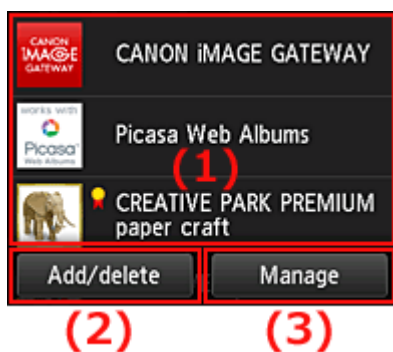 CANON
iMAGE
GATEWAY
CANON iMAGE GATEWAY
works with
Picasa
Web Albums
Picasa Web Albums
(1)
CREATIVE PARK PREMIUM
paper craft
Add/delete
Manage
(2)
(3)